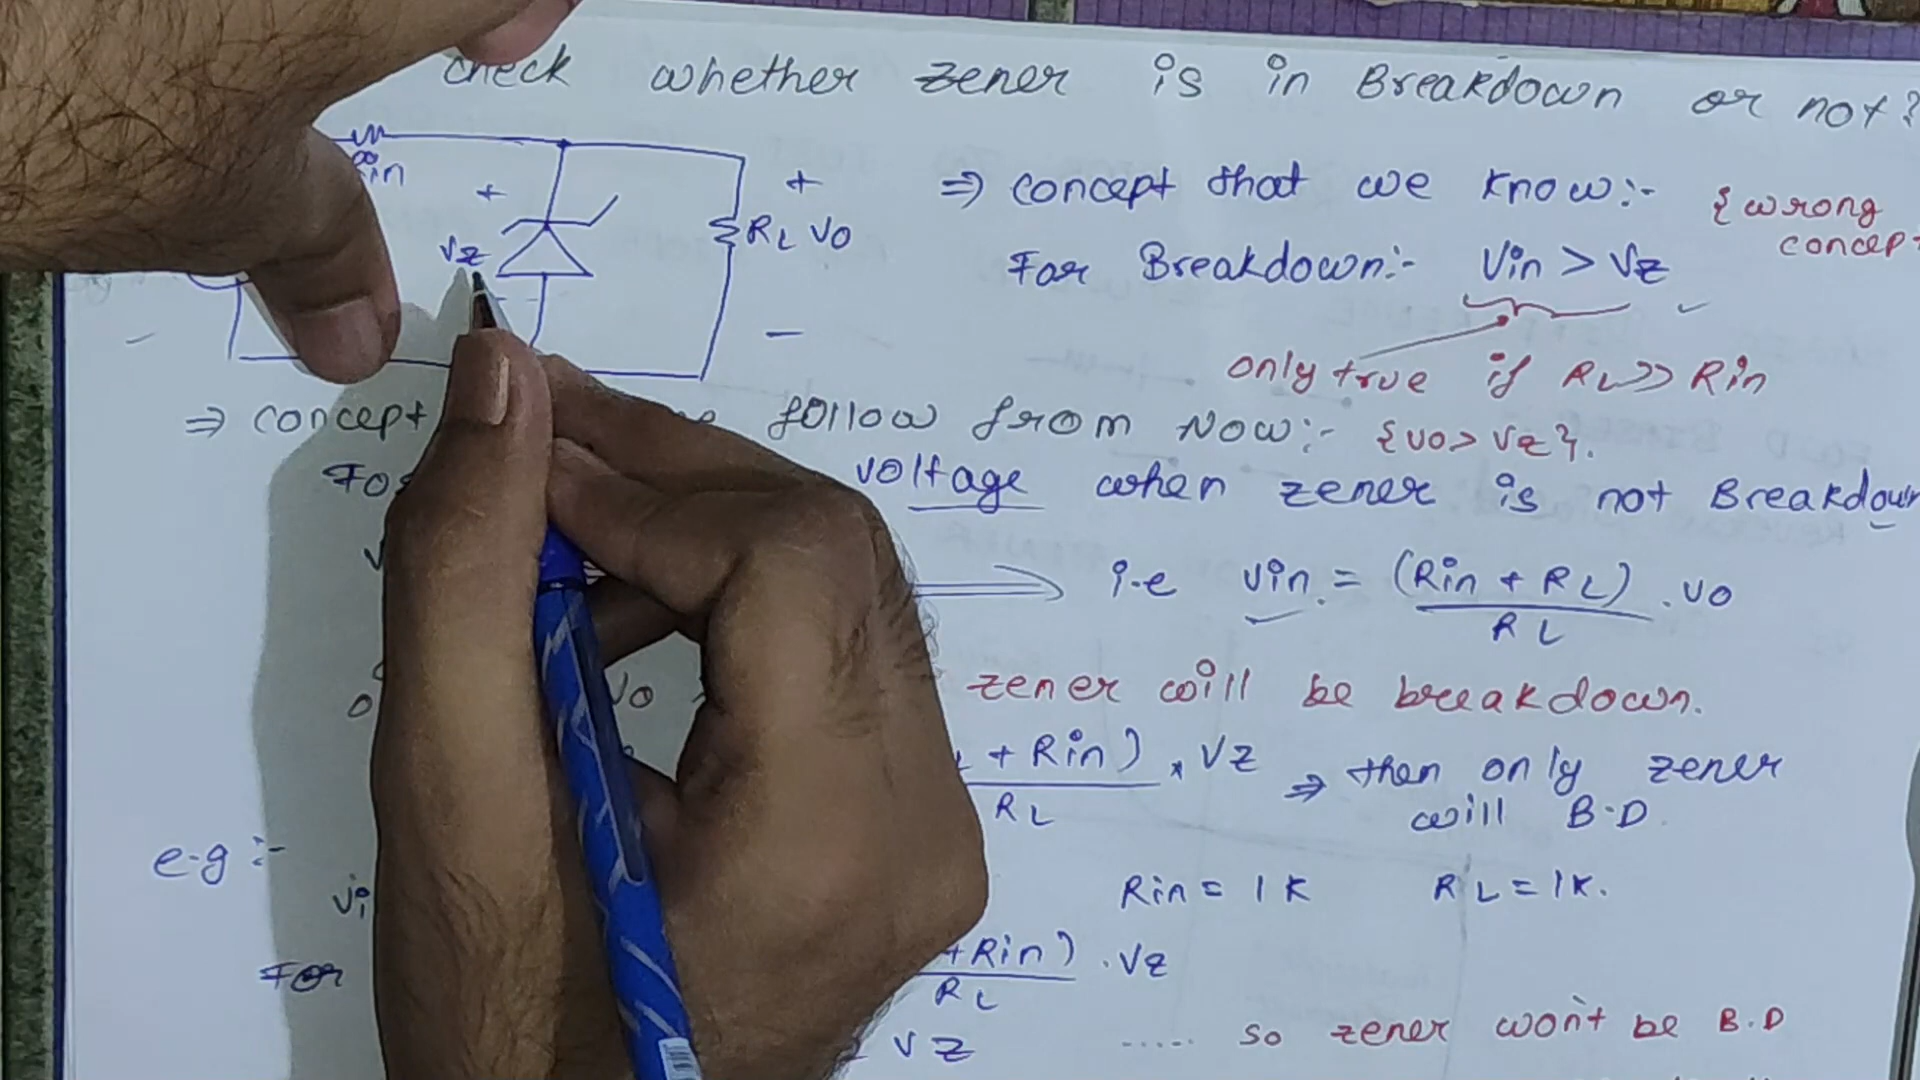 check whether zener is in Breakdown or not?
Rin
+ +
Vz RL Vo
- -
⇒ concept that we know:- {wrong
concept
For Breakdown:- Vin > Vz
only true if RL >> Rin
⇒ concept follow from Now:- {Vo > Vz}.
voltage when zener is not Breakdown
i.e Vin = (Rin + RL) . Vo
RL
Vo zener will be breakdown.
+ Rin) * Vz ⇒ then only zener
RL will B.D.
e-g :-
Vi Rin = 1K RL = 1K.
For + Rin) . Vz
RL
Vz ..... so zener won't be B.D